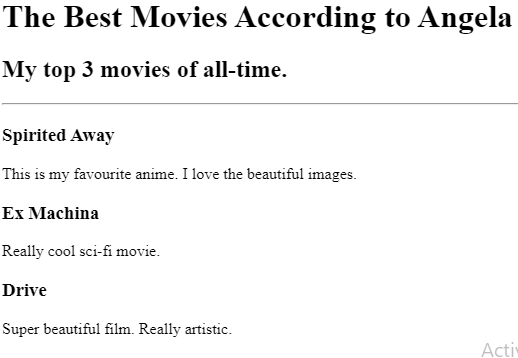 The Best Movies According to Angela
My top 3 movies of all-time.
Spirited Away
This is my favourite anime. I love the beautiful images.
Ex Machina
Really cool sci-fi movie.
Drive
Super beautiful film. Really artistic.